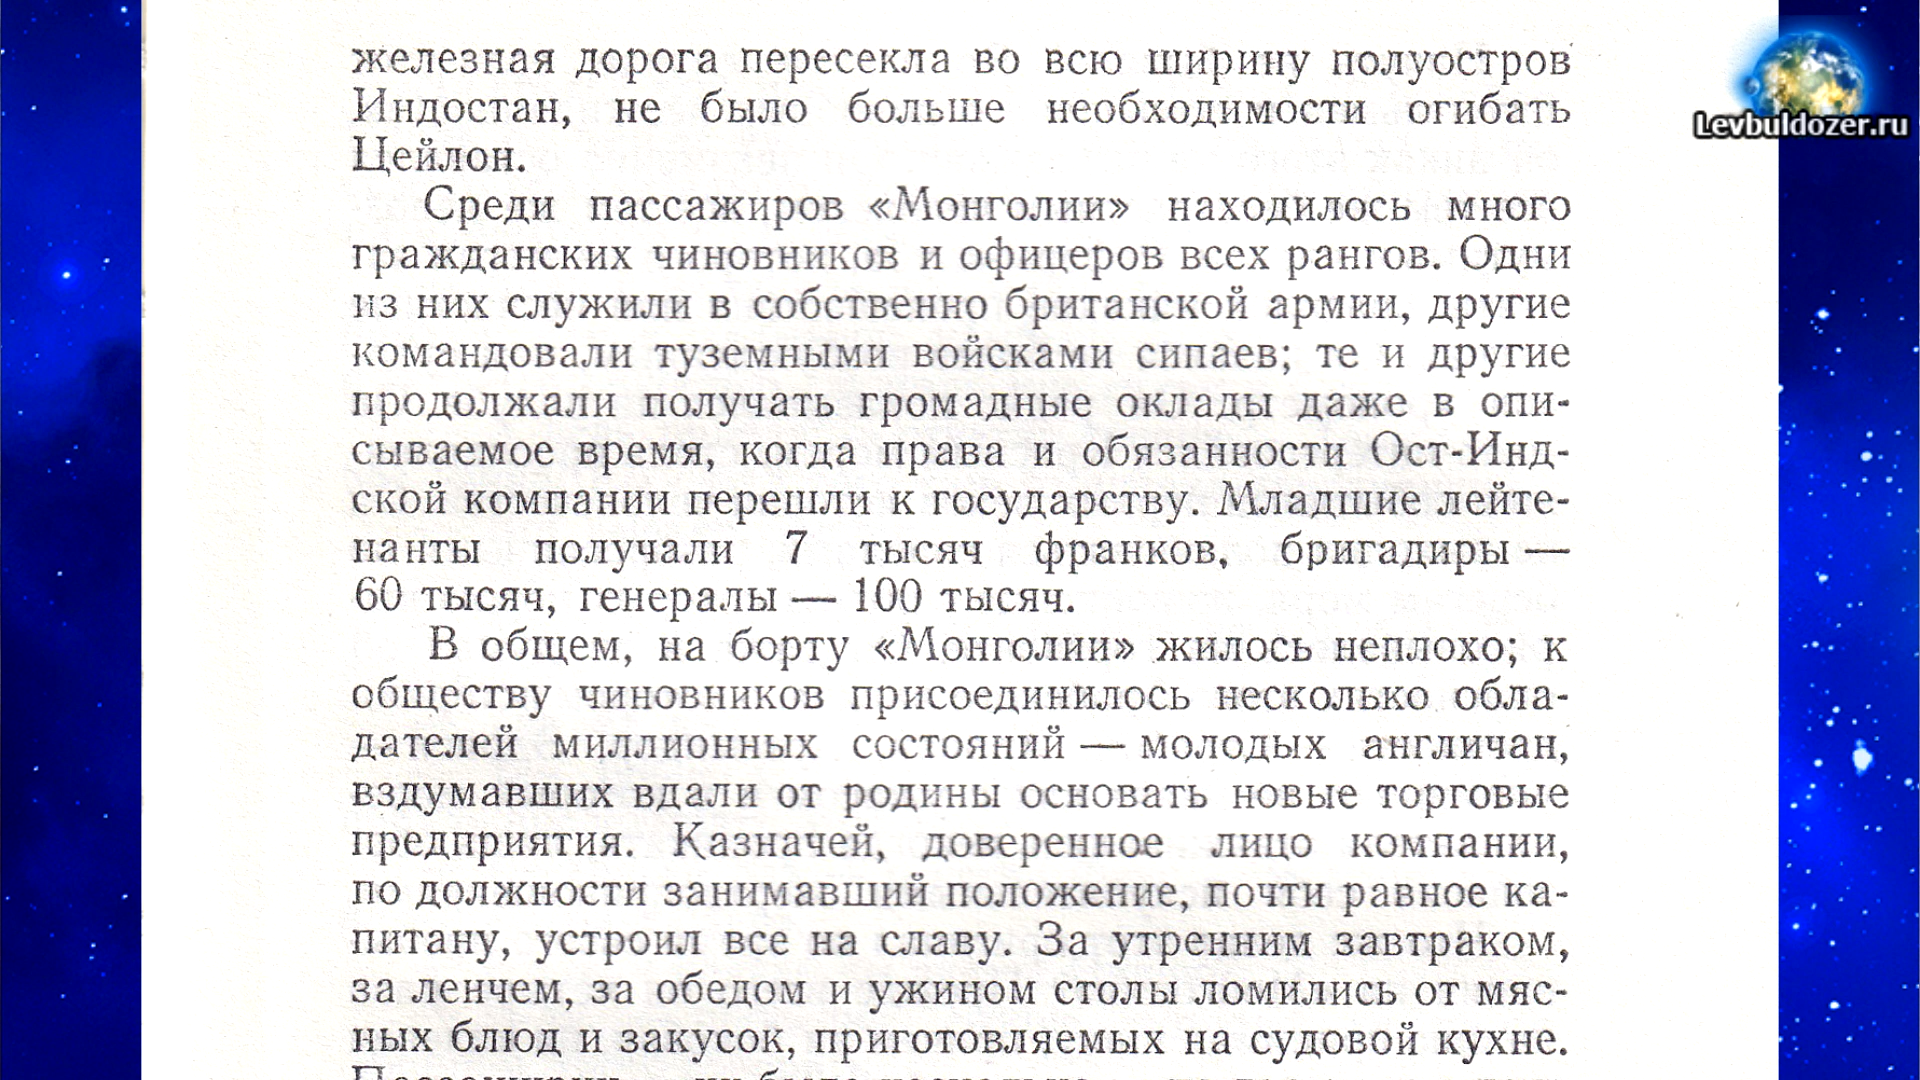 железная дорога пересекла во всю ширину полуостров
Индостан, не было больше необходимости огибать
Цейлон.
Среди пассажиров «Монголии» находилось много
гражданских чиновников и офицеров всех рангов. Одни
из них служили в собственно британской армии, другие
командовали туземными войсками сипаев; те и другие
продолжали получать громадные оклады даже в опи-
сываемое время, когда права и обязанности Ост-Инд-
ской компании перешли к государству. Младшие лейте-
нанты получали 7 тысяч франков, бригадиры —
60 тысяч, генералы — 100 тысяч.
В общем, на борту «Монголии» жилось неплохо; к
обществу чиновников присоединилось несколько обла-
дателей миллионных состояний — молодых англичан,
вздумавших вдали от родины основать новые торговые
предприятия. Казначей, доверенное лицо компании,
по должности занимавший положение, почти равное ка-
питану, устроил все на славу. За утренним завтраком,
за ленчем, за обедом и ужином столы ломились от мяс-
ных блюд и закусок, приготовляемых на судовой кухне.
Levbuldozer.ru